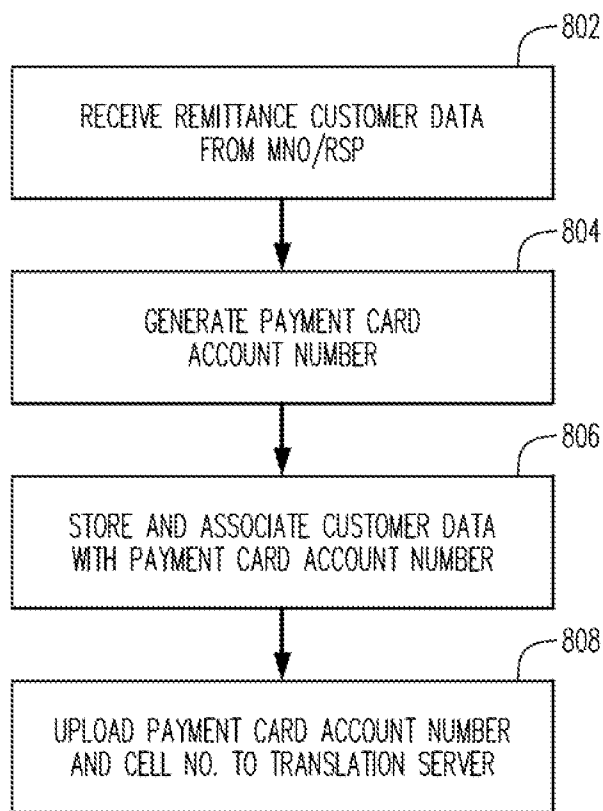 802
RECEIVE REMITTANCE CUSTOMER DATA
FROM MNO/RSP
804
GENERATE PAYMENT CARD
ACCOUNT NUMBER
806
STORE AND ASSOCIATE CUSTOMER DATA
WITH PAYMENT CARD ACCOUNT NUMBER
808
UPLOAD PAYMENT CARD ACCOUNT NUMBER
AND CELL NO. TO TRANSLATION SERVER